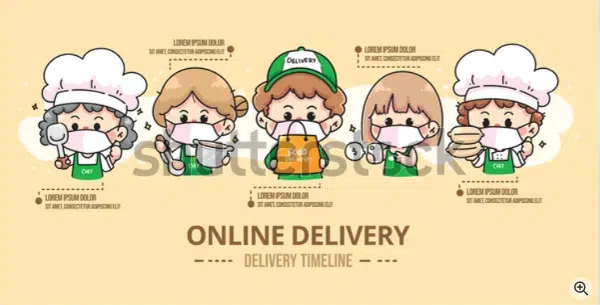 LOREM IPSUM DOLOR
SIT AMET, CONSECTETUR ADIPISCING ELIT
LOREM IPSUM DOLOR
SIT AMET, CONSECTETUR ADIPISCING ELIT
DELIVERY
FOOD
CHEF
CHEF
shutterstock
LOREM IPSUM DOLOR
SIT AMET, CONSECTETUR ADIPISCING ELIT
LOREM IPSUM DOLOR
SIT AMET, CONSECTETUR ADIPISCING ELIT
LOREM IPSUM DOLOR
SIT AMET, CONSECTETUR ADIPISCING ELIT
ONLINE DELIVERY
DELIVERY TIMELINE